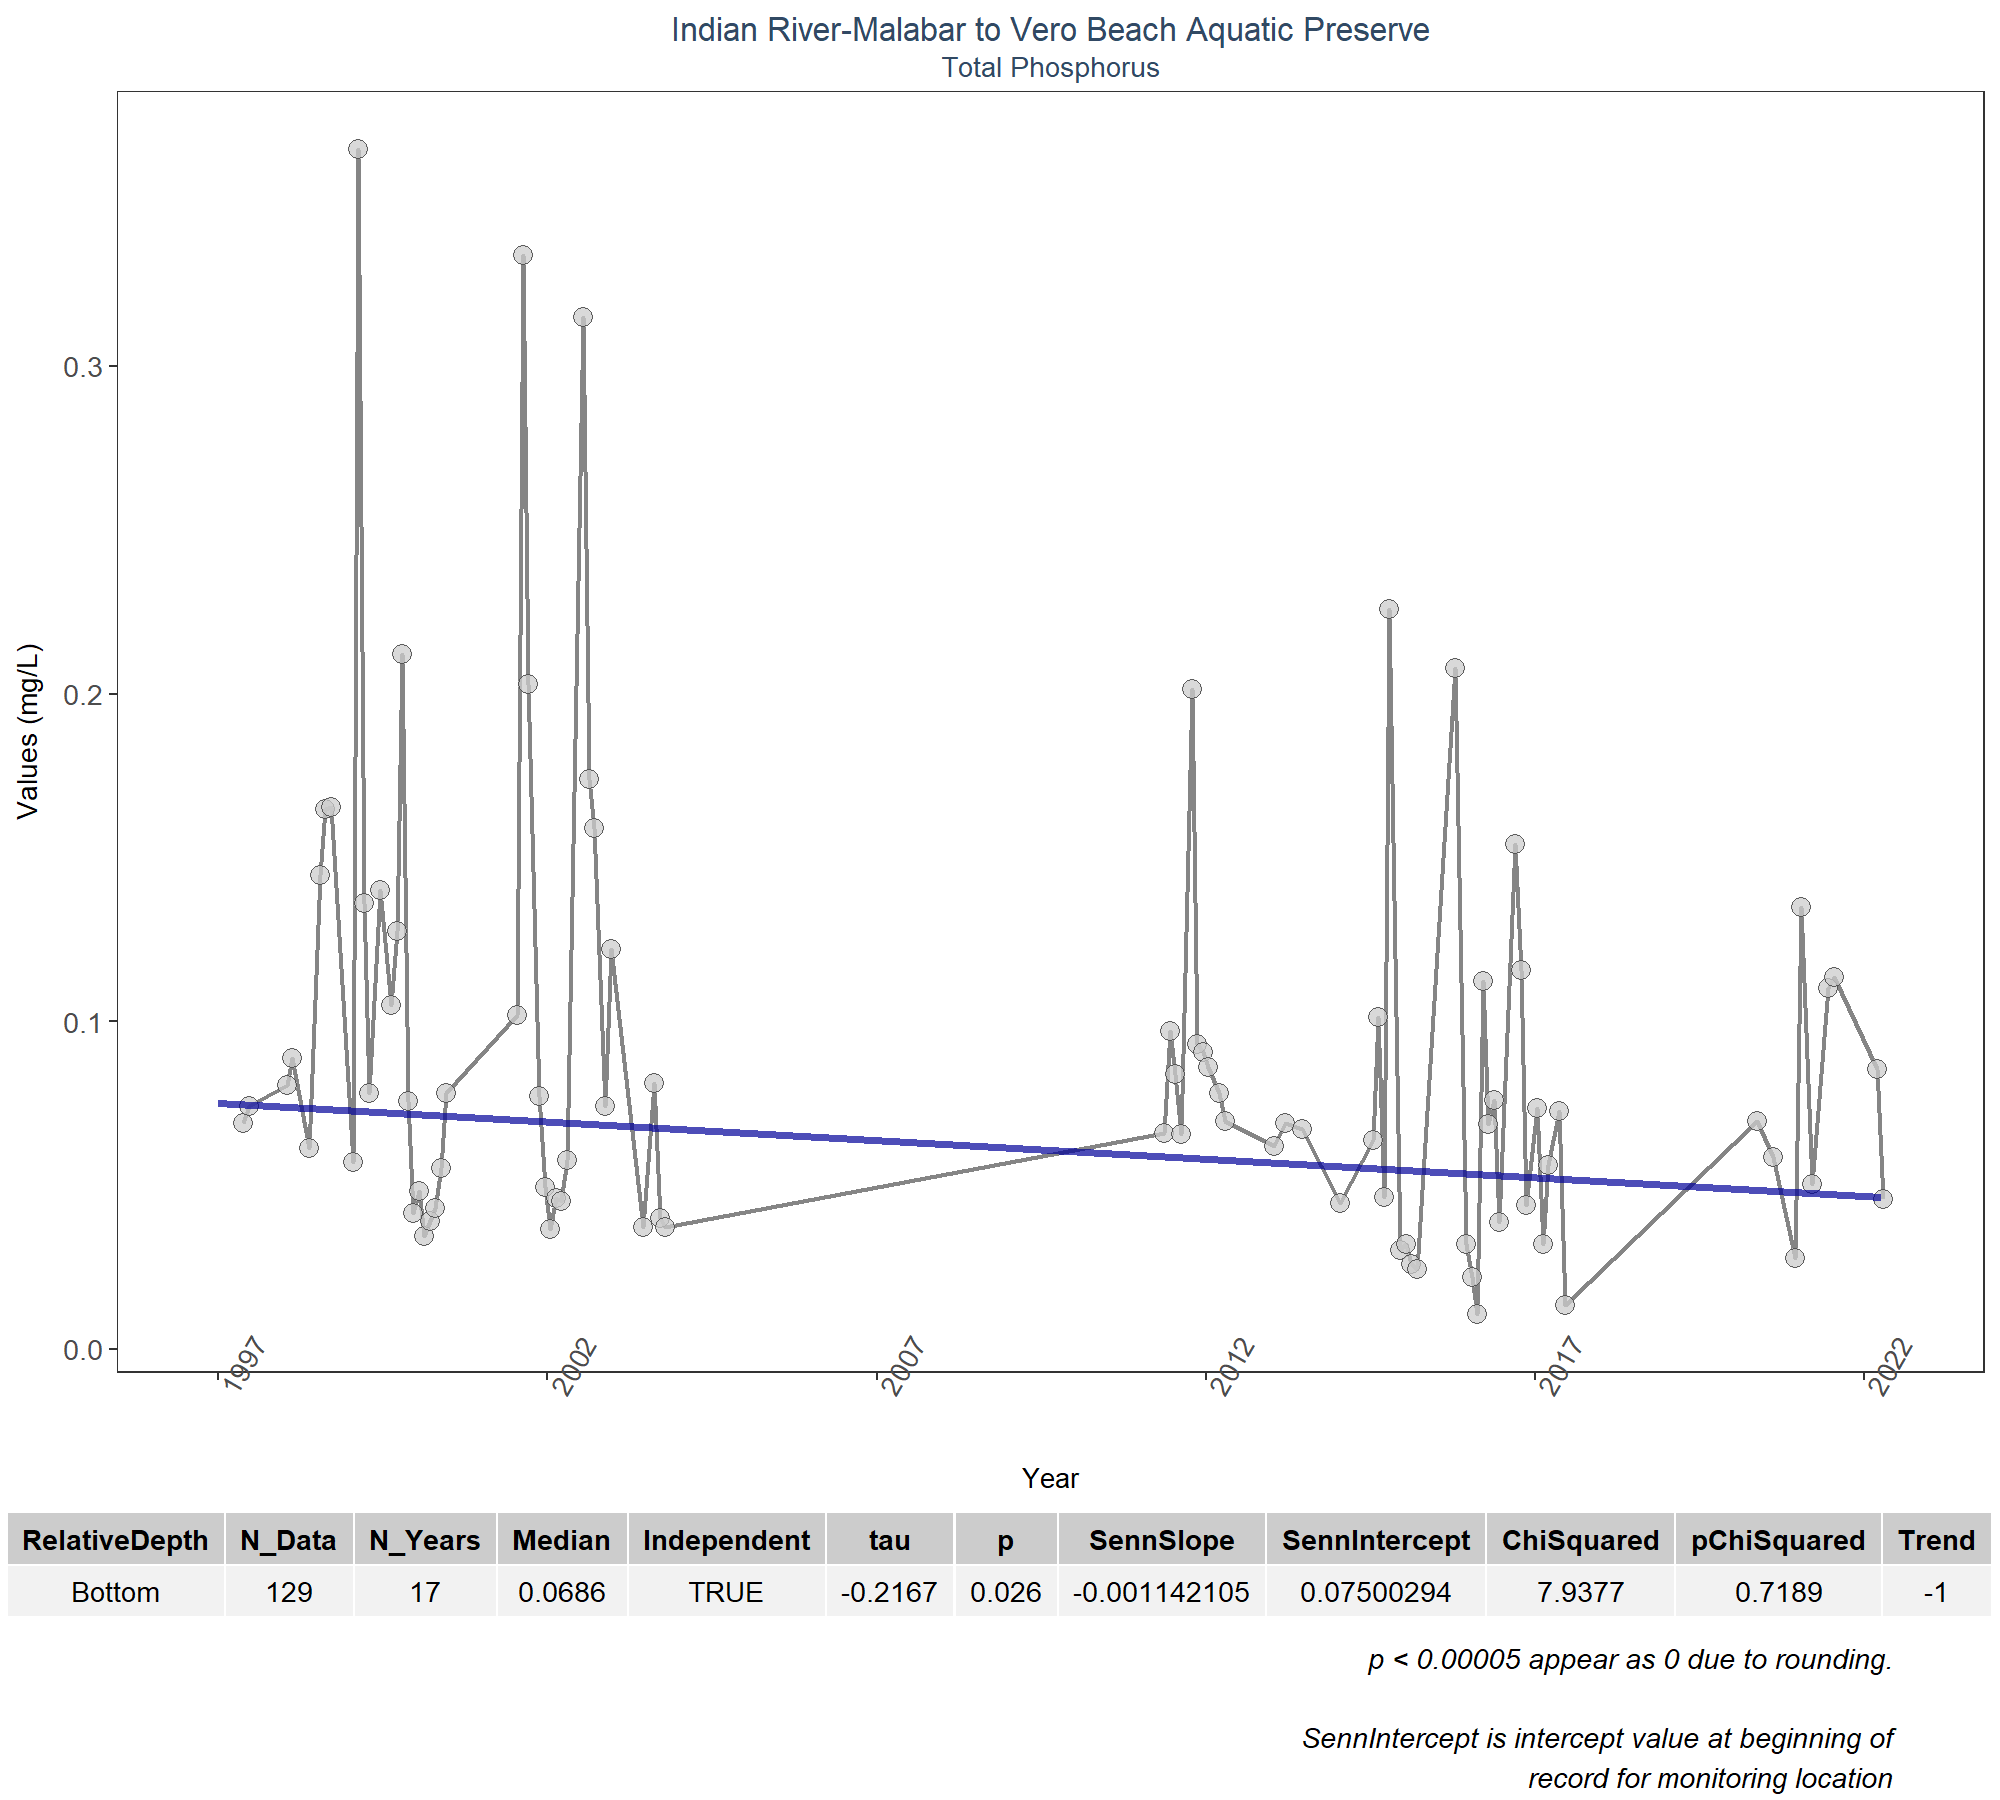 Indian River-Malabar to Vero Beach Aquatic Preserve
Total Phosphorus
Values (mg/L)
0.3
0.2
0.1
0.0
1997 2002 2007 2012 2017 2022
Year
RelativeDepth N_Data N_Years Median Independent tau p SennSlope SennIntercept ChiSquared pChiSquared Trend
Bottom 129 17 0.0686 TRUE -0.2167 0.026 -0.001142105 0.07500294 7.9377 0.7189 -1
p < 0.00005 appear as 0 due to rounding.
SennIntercept is intercept value at beginning of
record for monitoring location